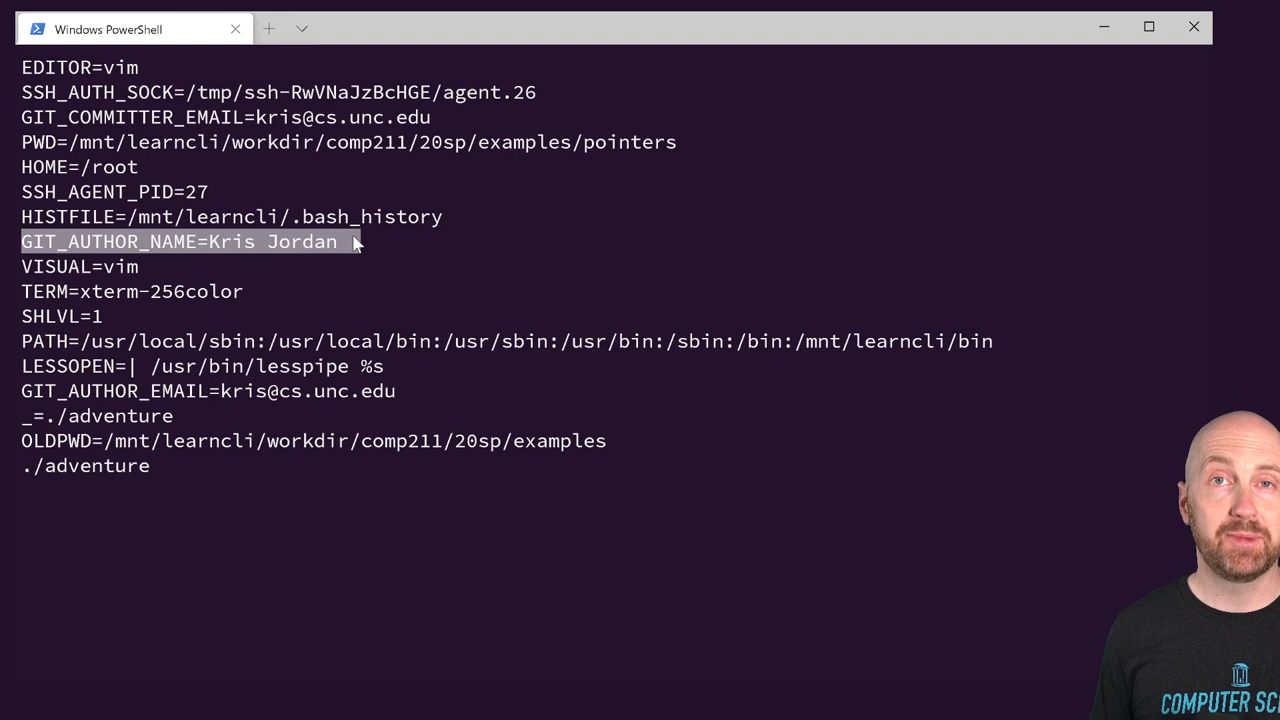 Windows PowerShell
EDITOR=vim
SSH_AUTH_SOCK=/tmp/ssh-RwVNaJzBcHGE/agent.26
GIT_COMMITTER_EMAIL=kris@cs.unc.edu
PWD=/mnt/learncli/workdir/comp211/20sp/examples/pointers
HOME=/root
SSH_AGENT_PID=27
HISTFILE=/mnt/learncli/.bash_history
GIT_AUTHOR_NAME=Kris Jordan
VISUAL=vim
TERM=xterm-256color
SHLVL=1
PATH=/usr/local/sbin:/usr/local/bin:/usr/sbin:/usr/bin:/sbin:/bin:/mnt/learncli/bin
LESSOPEN=| /usr/bin/lesspipe %s
GIT_AUTHOR_EMAIL=kris@cs.unc.edu
_=./adventure
OLDPWD=/mnt/learncli/workdir/comp211/20sp/examples
./adventure
COMPUTER